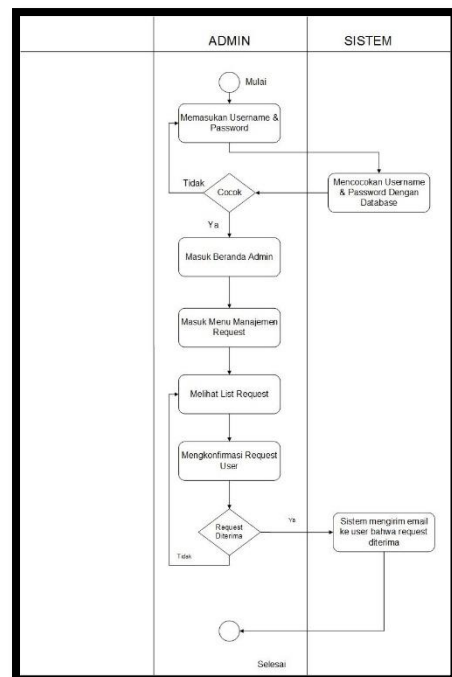 ADMIN
SISTEM
Mulai
Memasukan Username &
Password
Tidak
Cocok
Mencocokan Username
& Password Dengan
Database
Ya
Masuk Beranda Admin
Masuk Menu Manajemen
Request
Melihat List Request
Mengkonfirmasi Request
User
Request
Diterima
Ya
Sistem mengirim email
ke user bahwa request
diterima
Tidak
Selesai